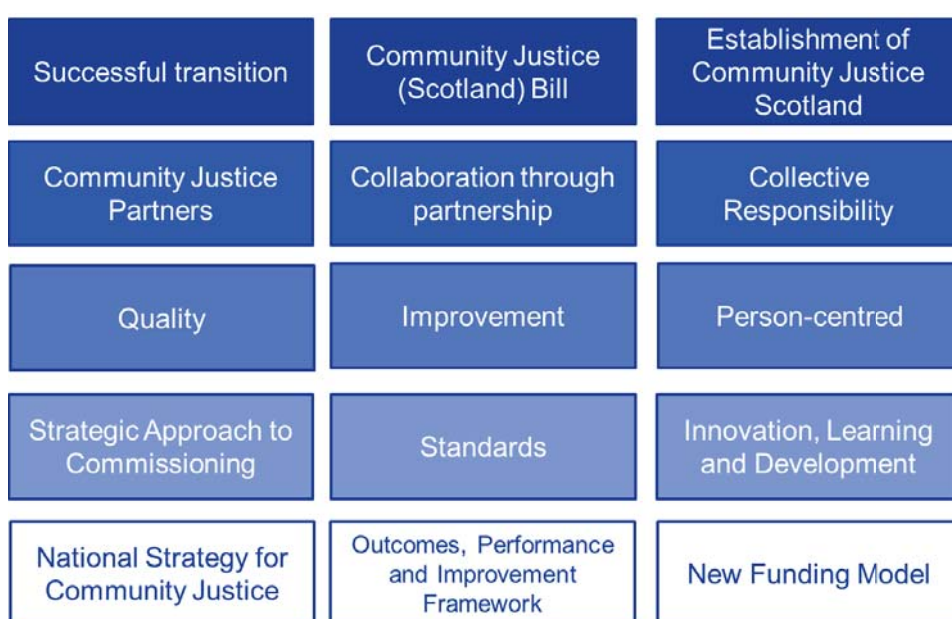 Successful transition
Community Justice
(Scotland) Bill
Establishment of
Community Justice
Scotland
Community Justice
Partners
Collaboration through
partnership
Collective
Responsibility
Quality
Improvement
Person-centred
Strategic Approach to
Commissioning
Standards
Innovation, Learning
and Development
National Strategy for
Community Justice
Outcomes, Performance
and Improvement
Framework
New Funding Model